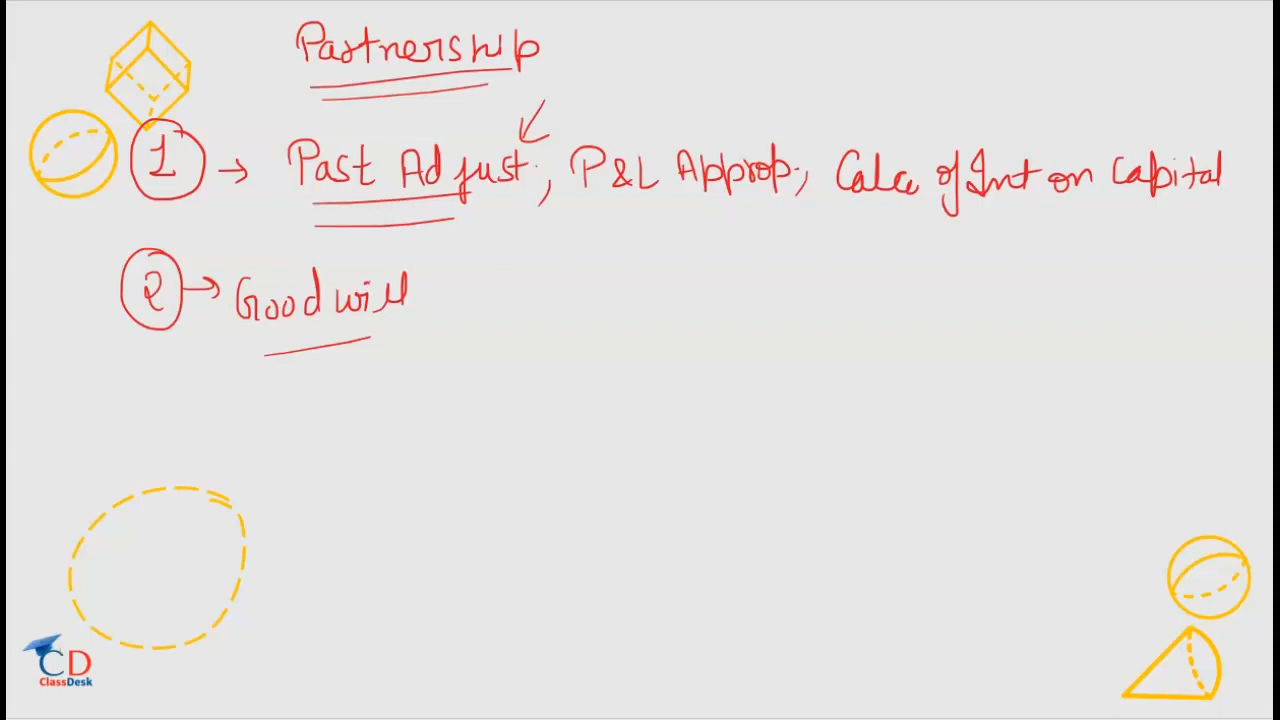 Partnership
1 → Past Adjust., P&L Approp., Calc of Int on Capital
2 → Goodwill
CD
ClassDesk